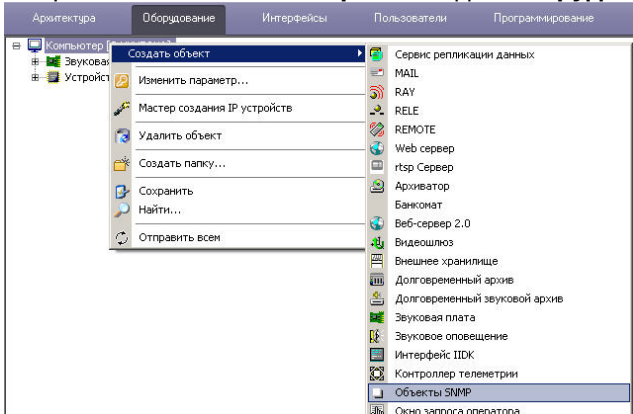 Архитектура Оборудование Интерфейсы Пользователи Программирование
Компьютер
Звуковая
Создать объект
Изменить параметр...
Мастер создания IP устройств
Удалить объект
Создать папку...
Сохранить
Найти...
Отправить всем
Сервис репликации данных
MAIL
RAY
RELE
REMOTE
Web сервер
rtsp Сервер
Архиватор
Банкомат
Веб-сервер 2.0
Видеошлюз
Внешнее хранилище
Долговременный архив
Долговременный звуковой архив
Звуковая плата
Звуковое оповещение
Интерфейс IIDK
Контроллер телеметрии
Объекты SNMP
Окно запроса оператора